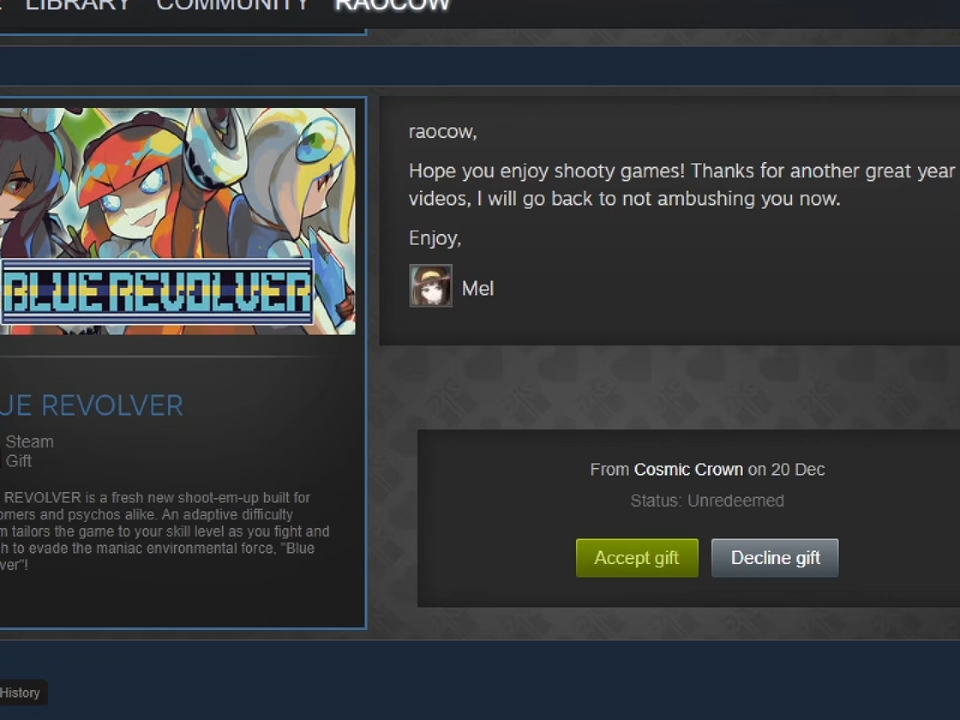 LIBRARY COMMUNITY RAOCOW
BLUE REVOLVER
raocow,
Hope you enjoy shooty games! Thanks for another great year
videos, I will go back to not ambushing you now.
Enjoy,
Mel
UE REVOLVER
Steam
Gift
REVOLVER is a fresh new shoot-em-up built for
omers and psychos alike. An adaptive difficulty
m tailors the game to your skill level as you fight and
h to evade the maniac environmental force, "Blue
ver"!
From Cosmic Crown on 20 Dec
Status: Unredeemed
Accept gift Decline gift
History